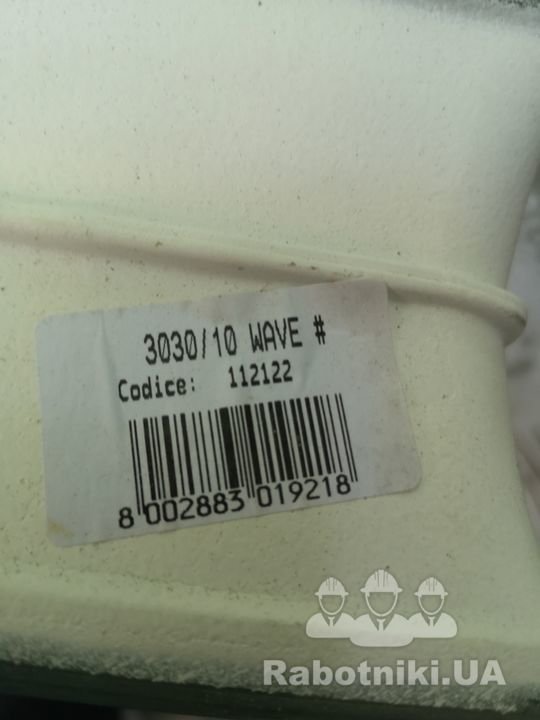 3030/10 WAVE #
Codice: 112122
8 002883 019218
Rabotniki.UA